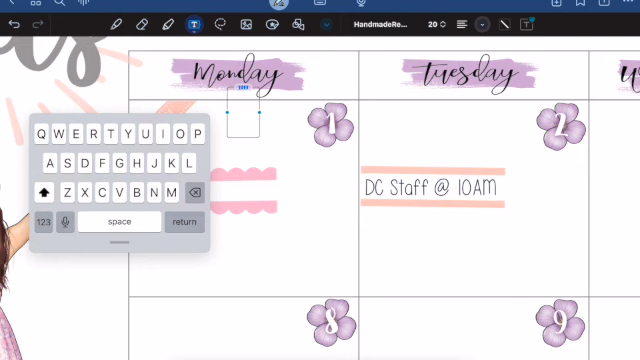 HandmadeRe... 20
Monday tuesday
1 2
Q W E R T Y U I O P
A S D F G H J K L
Z X C V B N M
123 space return
DC Staff @ 10AM
8 9